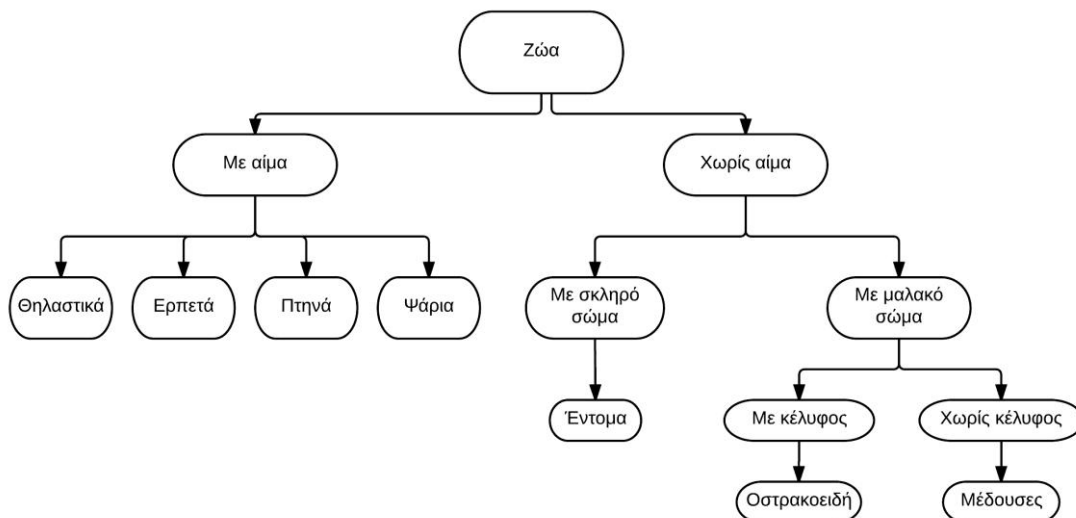 Ζώα
Με αίμα
Χωρίς αίμα
Θηλαστικά
Ερπετά
Πτηνά
Ψάρια
Με σκληρό
σώμα
Με μαλακό
σώμα
Έντομα
Με κέλυφος
Χωρίς κέλυφος
Οστρακοειδή
Μέδουσες